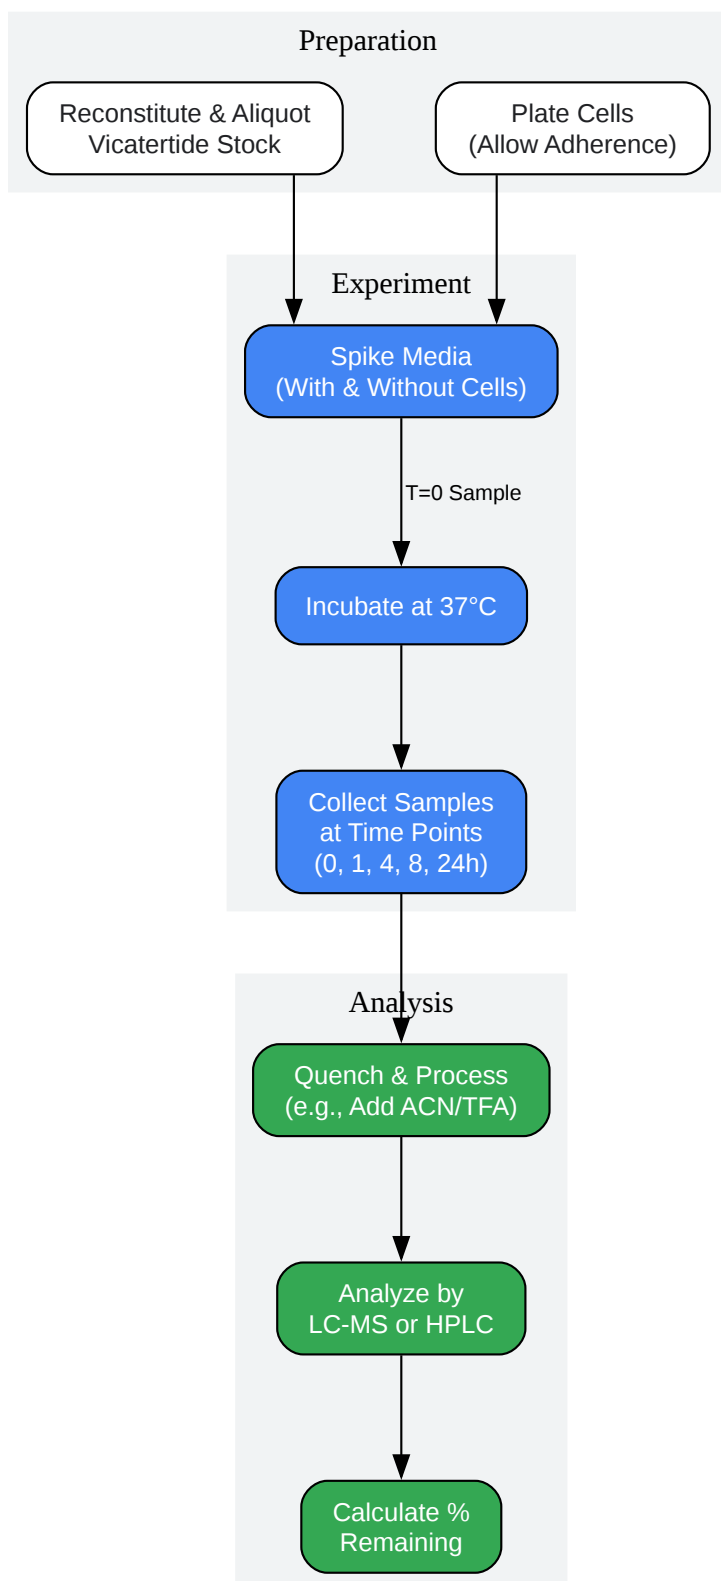 Preparation
Reconstitute & Aliquot
Vicatertide Stock
Plate Cells
(Allow Adherence)
Experiment
Spike Media
(With & Without Cells)
T=0 Sample
Incubate at 37°C
Collect Samples
at Time Points
(0, 1, 4, 8, 24h)
Analysis
Quench & Process
(e.g., Add ACN/TFA)
Analyze by
LC-MS or HPLC
Calculate %
Remaining